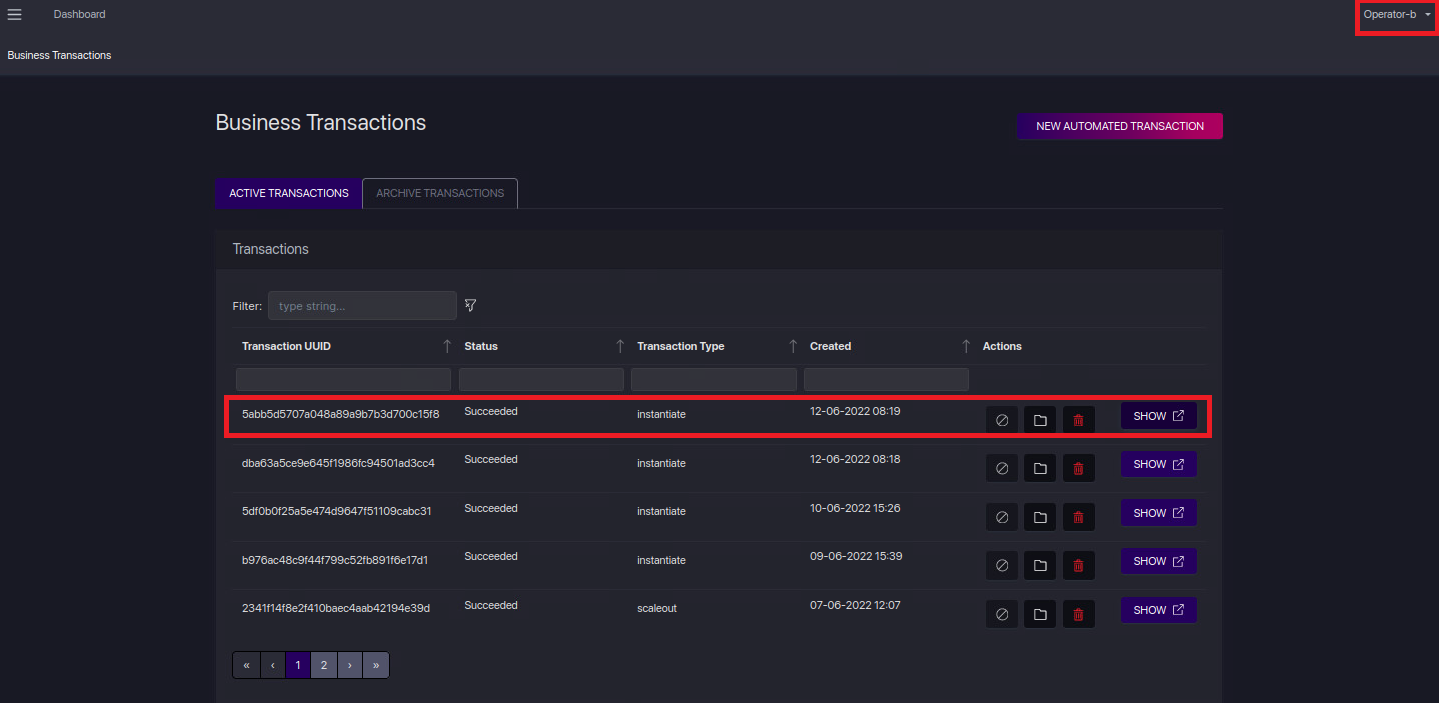 Dashboard Operator-b
Business Transactions
Business Transactions
NEW AUTOMATED TRANSACTION
ACTIVE TRANSACTIONS ARCHIVE TRANSACTIONS
Transactions
Filter: type string...
Transaction UUID Status Transaction Type Created Actions
5abb5d5707a048a89a9b7b3d700c15f8 Succeeded instantiate 12-06-2022 08:19 SHOW
dba63a5ce9e645f1986fc94501ad3cc4 Succeeded instantiate 12-06-2022 08:18 SHOW
5df0b0f25a5e474d9647f51109cabc31 Succeeded instantiate 10-06-2022 15:26 SHOW
b976ac48c9f44f799c52fb891f6e17d1 Succeeded instantiate 09-06-2022 15:39 SHOW
2341f14f8e2f410baec4aab42194e39d Succeeded scaleout 07-06-2022 12:07 SHOW
« ‹ 1 2 › »